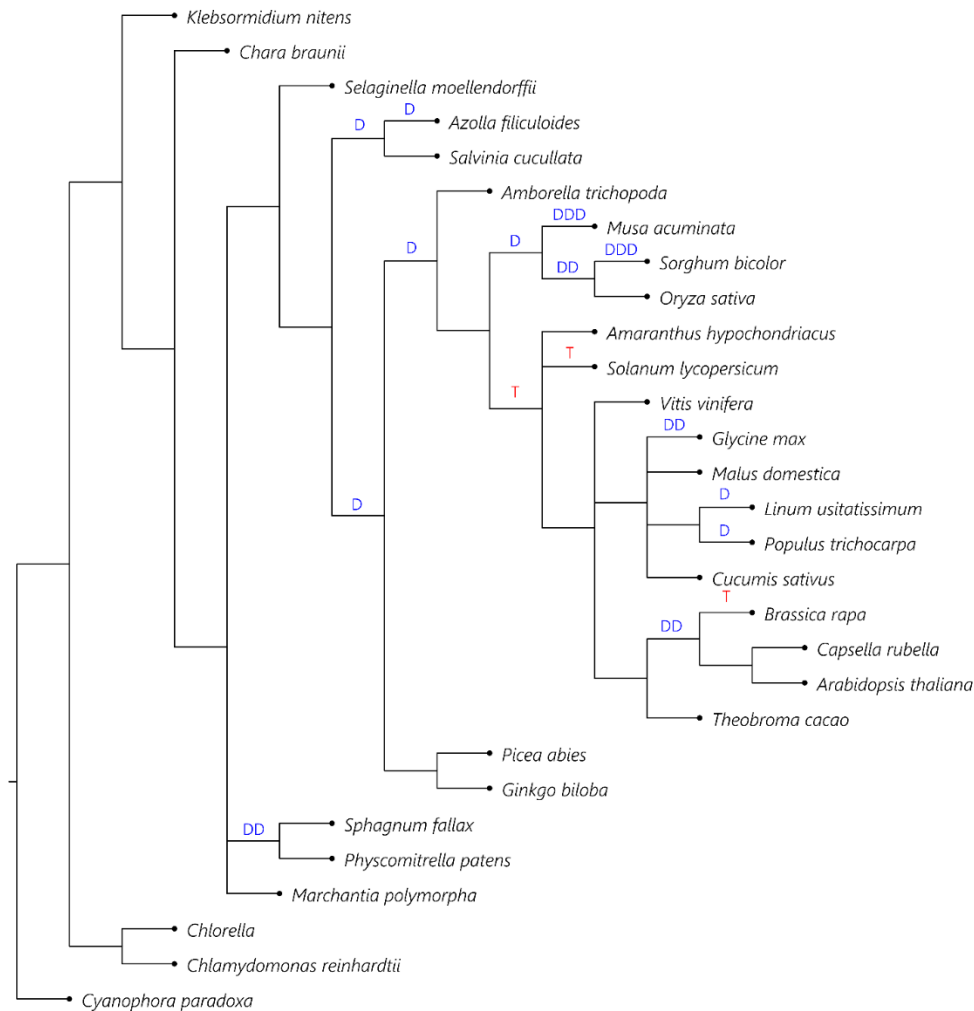 Klebsormidium nitens
Chara braunii
Selaginella moellendorffii
D
D
Azolla filiculoides
Salvinia cucullata
Amborella trichopoda
DDD
Musa acuminata
D
D
DDD
Sorghum bicolor
DD
Oryza sativa
Amaranthus hypochondriacus
T
Solanum lycopersicum
T
Vitis vinifera
DD
Glycine max
Malus domestica
D
D
Linum usitatissimum
D
Populus trichocarpa
Cucumis sativus
T
Brassica rapa
DD
Capsella rubella
Arabidopsis thaliana
Theobroma cacao
Picea abies
Ginkgo biloba
Sphagnum fallax
DD
Physcomitrella patens
Marchantia polymorpha
Chlorella
Chlamydomonas reinhardtii
Cyanophora paradoxa